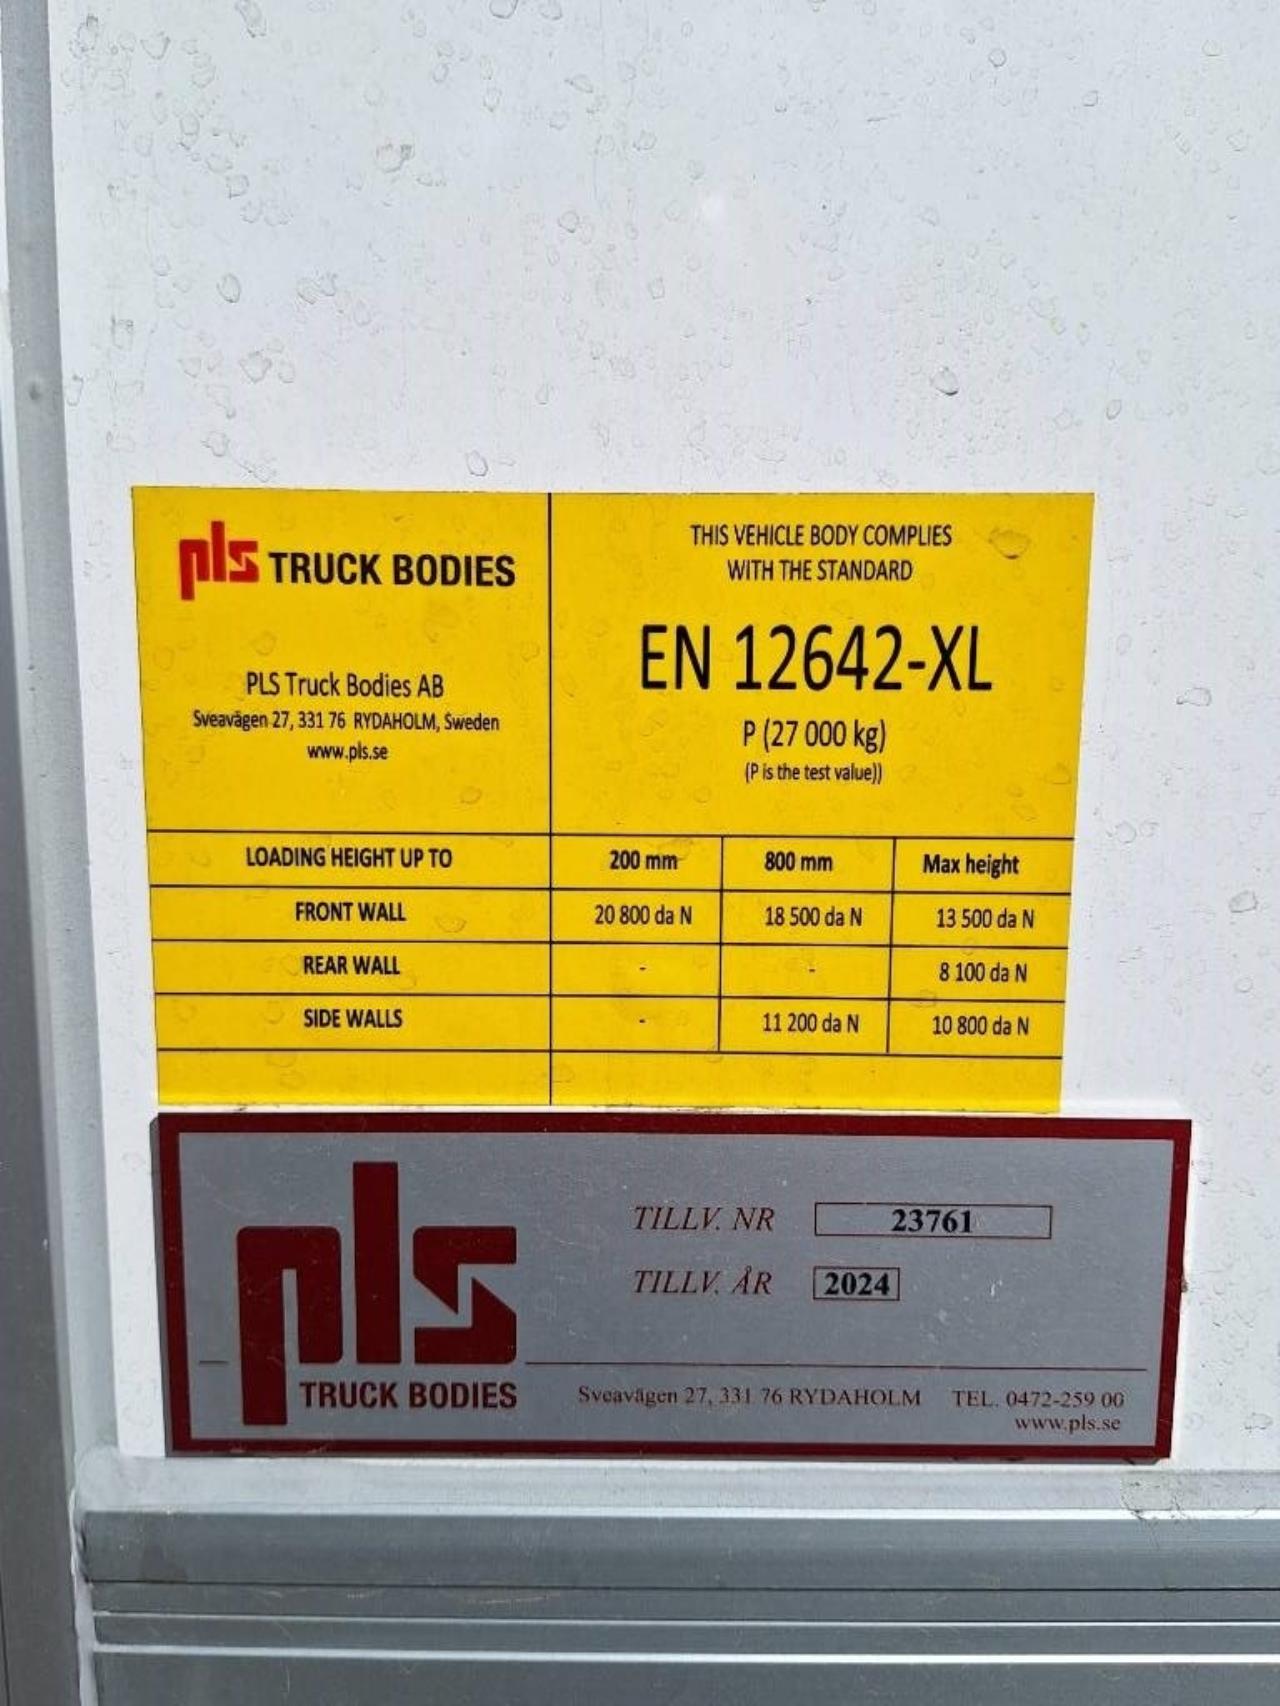 pls TRUCK BODIES
PLS Truck Bodies AB
Sveavägen 27, 331 76 RYDAHOLM, Sweden
www.pls.se
THIS VEHICLE BODY COMPLIES
WITH THE STANDARD
EN 12642-XL
P (27 000 kg)
(P is the test value))
LOADING HEIGHT UP TO 200 mm 800 mm Max height
FRONT WALL 20 800 da N 18 500 da N 13 500 da N
REAR WALL - - 8 100 da N
SIDE WALLS - 11 200 da N 10 800 da N
pls
TRUCK BODIES
TILLV. NR 23761
TILLV. ÅR 2024
Sveavägen 27, 331 76 RYDAHOLM TEL. 0472-259 00
www.pls.se